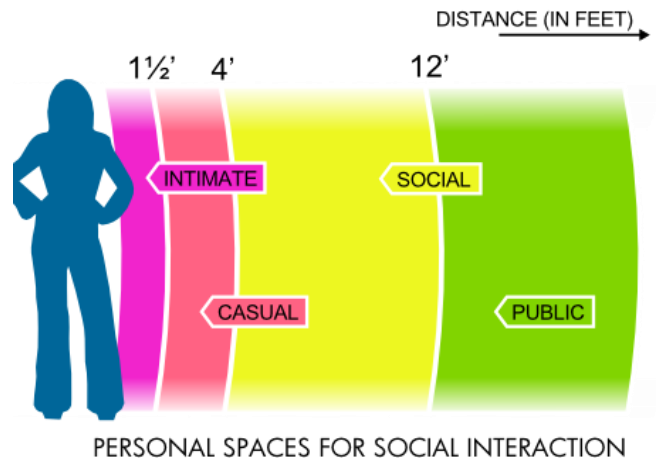 DISTANCE (IN FEET)
1½’ 4’ 12’
INTIMATE SOCIAL
CASUAL PUBLIC
PERSONAL SPACES FOR SOCIAL INTERACTION